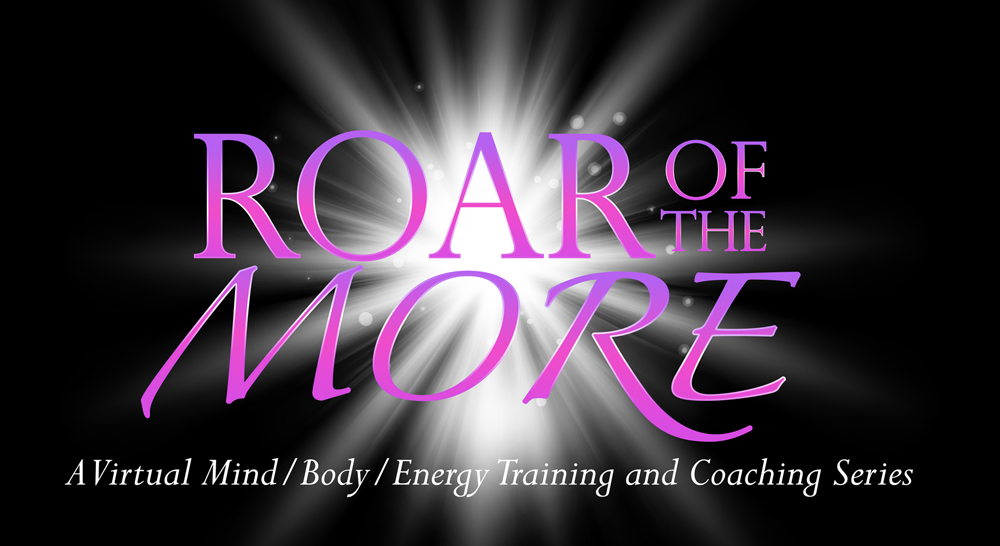 ROAR OF
THE
MORE
A Virtual Mind/Body/Energy Training and Coaching Series